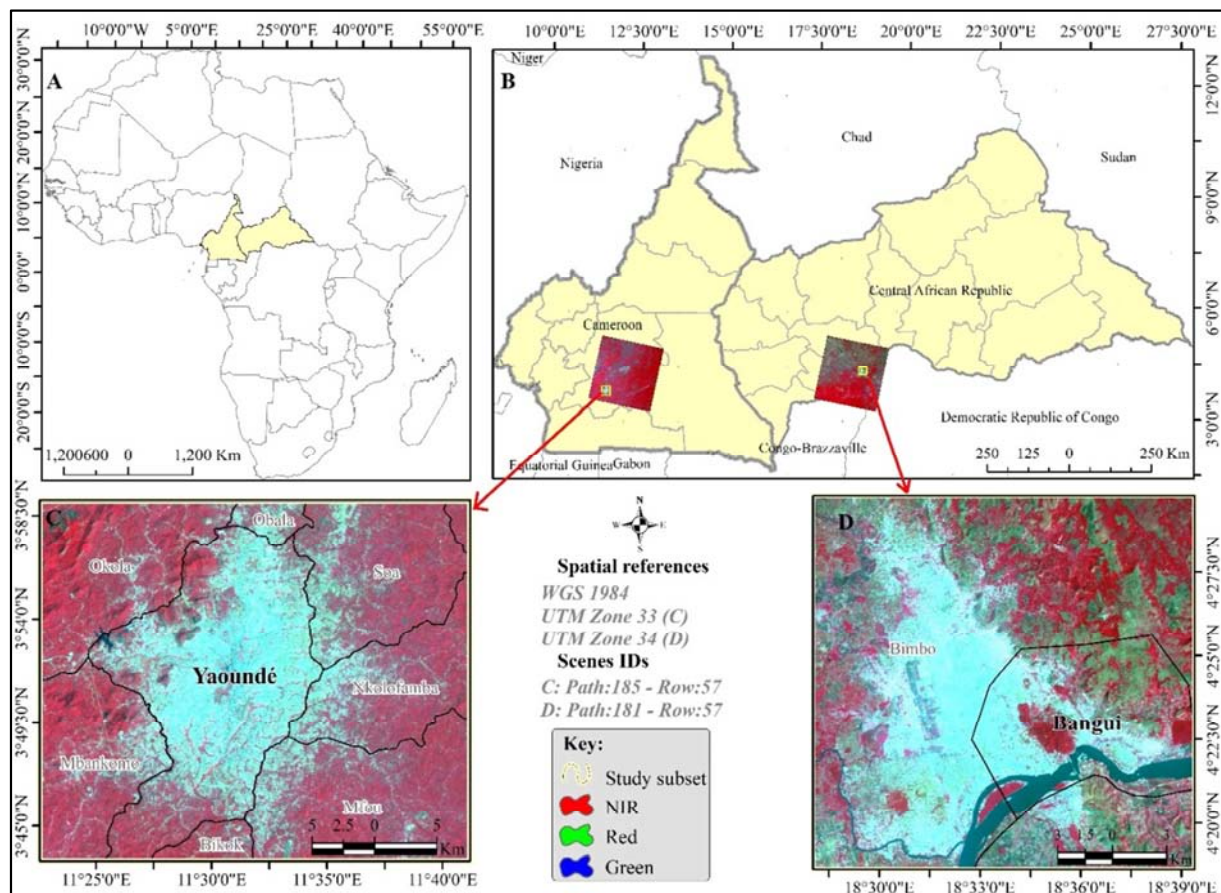 10°0'0"W
10°0'0"E
25°0'0"E
40°0'0"E
55°0'0"E
30°0'0"N
20°0'0"N
10°0'0"N
0°0'0"
10°0'0"S
20°0'0"S
A
1,200600 0 1,200 Km
10°0'0"E 12°30'0"E 15°0'0"E 17°30'0"E 20°0'0"E 22°30'0"E 25°0'0"E 27°30'0"E
B
Niger
Nigeria
Chad
Sudan
Cameroon
Central African Republic
Democratic Republic of Congo
Congo-Brazzaville
Equatorial Guinea Gabon
250 125 0 250 Km
12°0'0"N
9°0'0"N
6°0'0"N
3°0'0"N
C
Obala
Okola
Soa
Yaoundé
Nkolofamba
Mbankomo
Mfou
Bikok
5 2.5 0 5
Km
3°58'30"N
3°54'0"N
3°49'30"N
3°45'0"N
11°25'0"E 11°30'0"E 11°35'0"E 11°40'0"E
N
W E
S
Spatial references
WGS 1984
UTM Zone 33 (C)
UTM Zone 34 (D)
Scenes IDs
C: Path:185 - Row:57
D: Path:181 - Row:57
Key:
Study subset
NIR
Red
Green
D
Bimbo
Bangui
3 1.5 0 3
Km
4°27'30"N
4°25'0"N
4°22'30"N
4°20'0"N
18°30'0"E 18°33'0"E 18°36'0"E 18°39'0"E